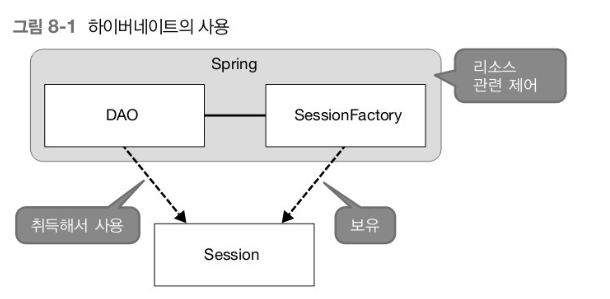 그림 8-1 하이버네이트의 사용
Spring
리소스
관련 제어
DAO
SessionFactory
취득해서 사용
보유
Session